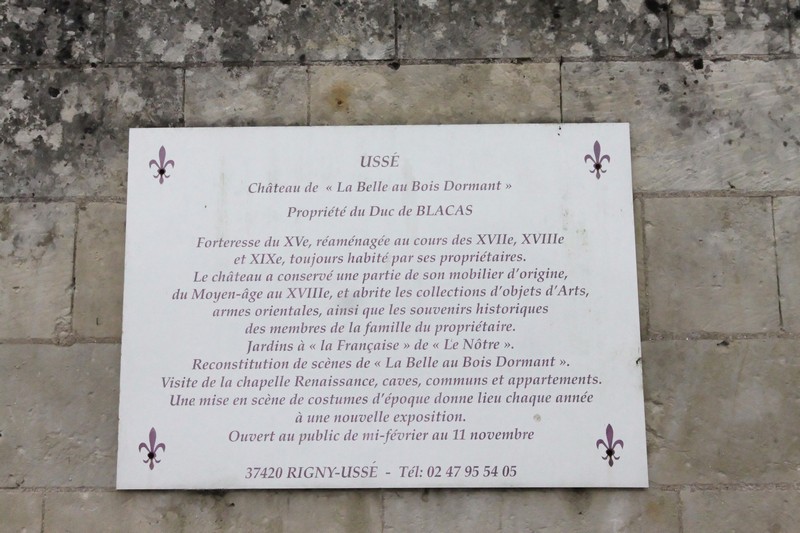 USSÉ
Château de « La Belle au Bois Dormant »
Propriété du Duc de BLACAS
Forteresse du XVe, réaménagée au cours des XVIIe, XVIIIe
et XIXe, toujours habité par ses propriétaires.
Le château a conservé une partie de son mobilier d'origine,
du Moyen-âge au XVIIIe, et abrite les collections d'objets d'Arts,
armes orientales, ainsi que les souvenirs historiques
des membres de la famille du propriétaire.
Jardins à « la Française » de « Le Nôtre ».
Reconstitution de scènes de « La Belle au Bois Dormant ».
Visite de la chapelle Renaissance, caves, communs et appartements.
Une mise en scène de costumes d'époque donne lieu chaque année
à une nouvelle exposition.
Ouvert au public de mi-février au 11 novembre
37420 RIGNY-USSÉ - Tél: 02 47 95 54 05